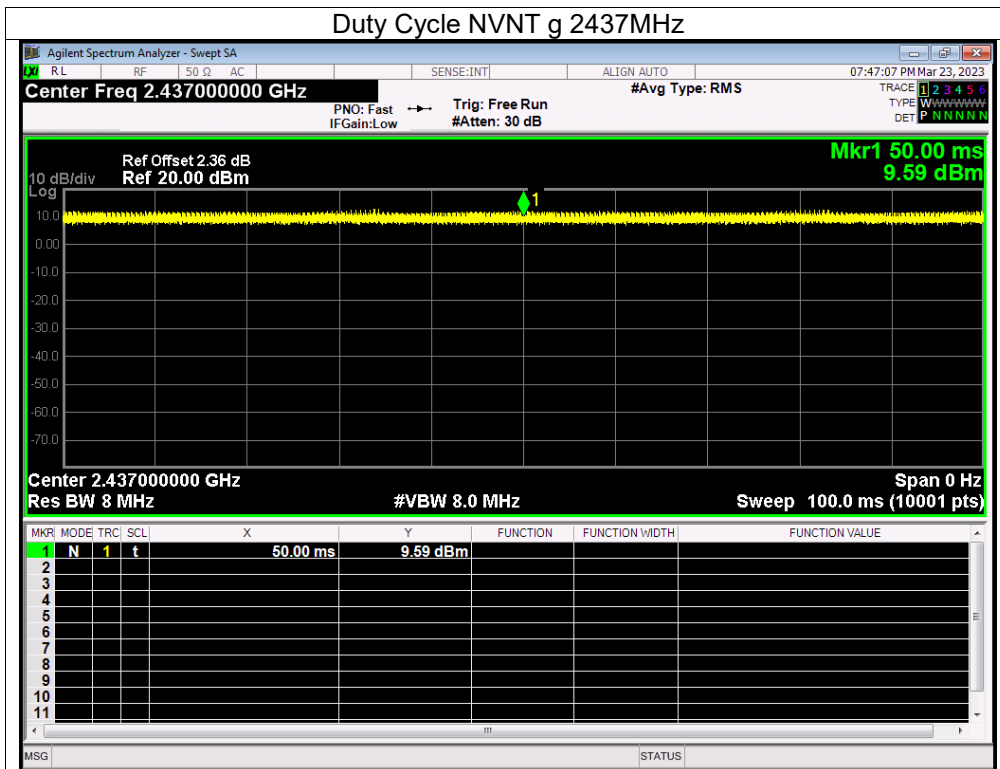 Duty Cycle NVNT g 2437MHz
Agilent Spectrum Analyzer - Swept SA
LXI RL RF 50 Ω AC SENSE:INT ALIGN AUTO 07:47:07 PM Mar 23, 2023
Center Freq 2.437000000 GHz #Avg Type: RMS TRACE 1 2 3 4 5 6
PNO: Fast Trig: Free Run TYPE WWWWWWW
IFGain:Low #Atten: 30 dB DET P N N N N N
Mkr1 50.00 ms
9.59 dBm
Ref Offset 2.36 dB
10 dB/div Ref 20.00 dBm
Log
1
10.0
0.00
-10.0
-20.0
-30.0
-40.0
-50.0
-60.0
-70.0
Center 2.437000000 GHz Span 0 Hz
Res BW 8 MHz #VBW 8.0 MHz Sweep 100.0 ms (10001 pts)
MKR MODE TRC SCL X Y FUNCTION FUNCTION WIDTH FUNCTION VALUE
1 N 1 t 50.00 ms 9.59 dBm
2
3
4
5
6
7
8
9
10
11
MSG STATUS